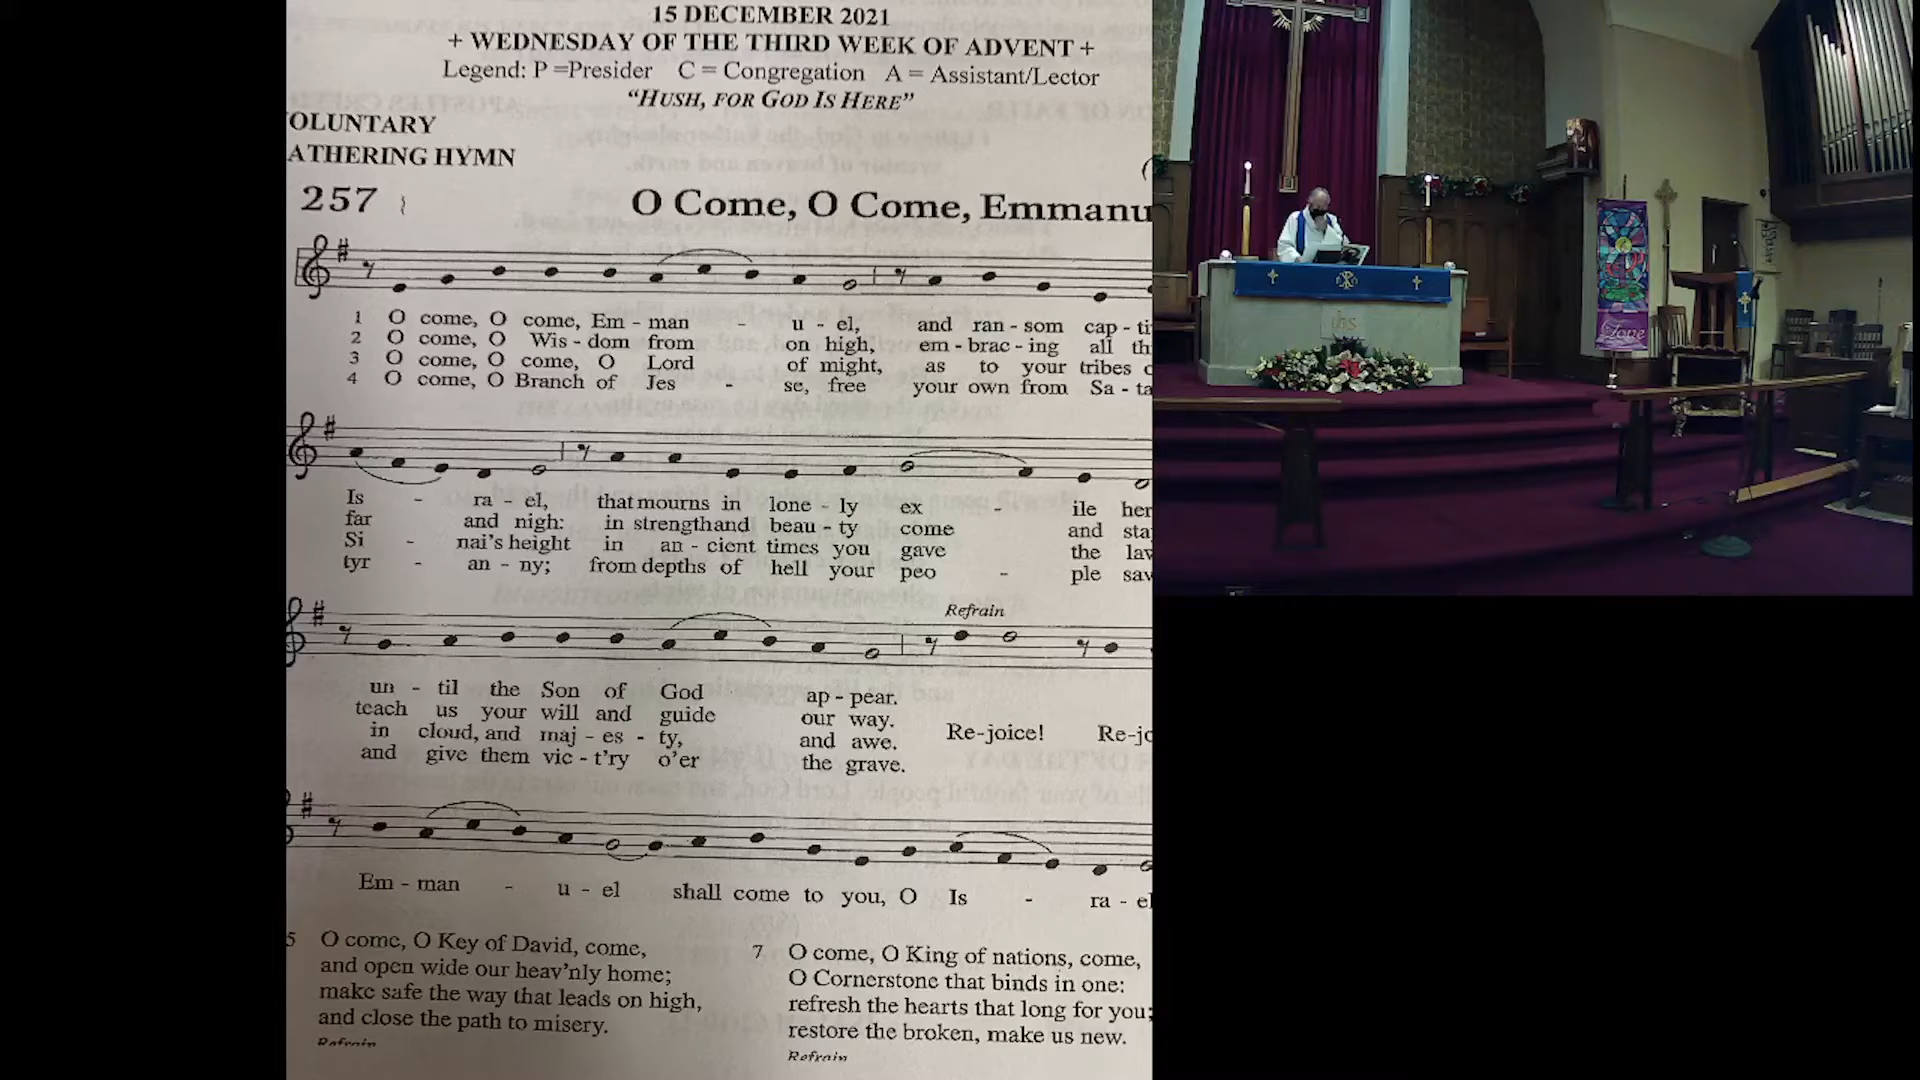 15 DECEMBER 2021
+ WEDNESDAY OF THE THIRD WEEK OF ADVENT +
Legend: P =Presider C = Congregation A = Assistant/Lector
“HUSH, FOR GOD IS HERE”
OLUNTARY
ATHERING HYMN
257 O Come, O Come, Emmanu
1 O come, O come, Em - man - u - el, and ran - som cap - ti
2 O come, O Wis - dom from on high, em - brac - ing all th
3 O come, O come, O Lord of might, as to your tribes
4 O come, O Branch of Jes - se, free your own from Sa - ta
Is - ra - el, that mourns in lone - ly ex - ile her
far and nigh: in strength and beau - ty come and sta
Si - nai's height in an - cient times you gave the law
tyr - an - ny; from depths of hell your peo - ple sav
Refrain
un - til the Son of God ap - pear.
teach us your will and guide our way.
in cloud, and maj - es - ty, and awe.
and give them vic - t'ry o'er the grave.
Re-joice! Re-jo
Em - man - u - el shall come to you, O Is - ra - el
5 O come, O Key of David, come,
and open wide our heav'nly home;
make safe the way that leads on high,
and close the path to misery.
Refrain
7 O come, O King of nations, come,
O Cornerstone that binds in one:
refresh the hearts that long for you;
restore the broken, make us new.
Refrain
ihs
Love